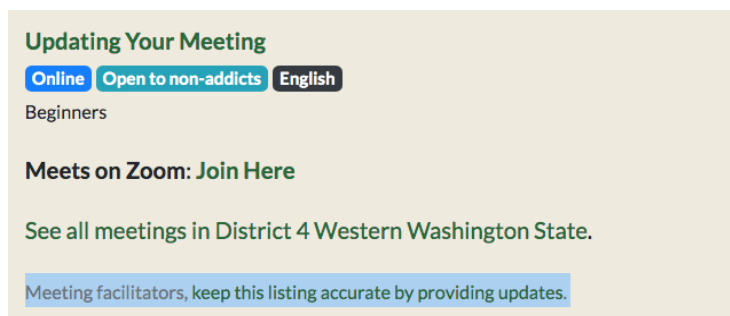 Updating Your Meeting
Online Open to non-addicts English
Beginners
Meets on Zoom: Join Here
See all meetings in District 4 Western Washington State.
Meeting facilitators, keep this listing accurate by providing updates.